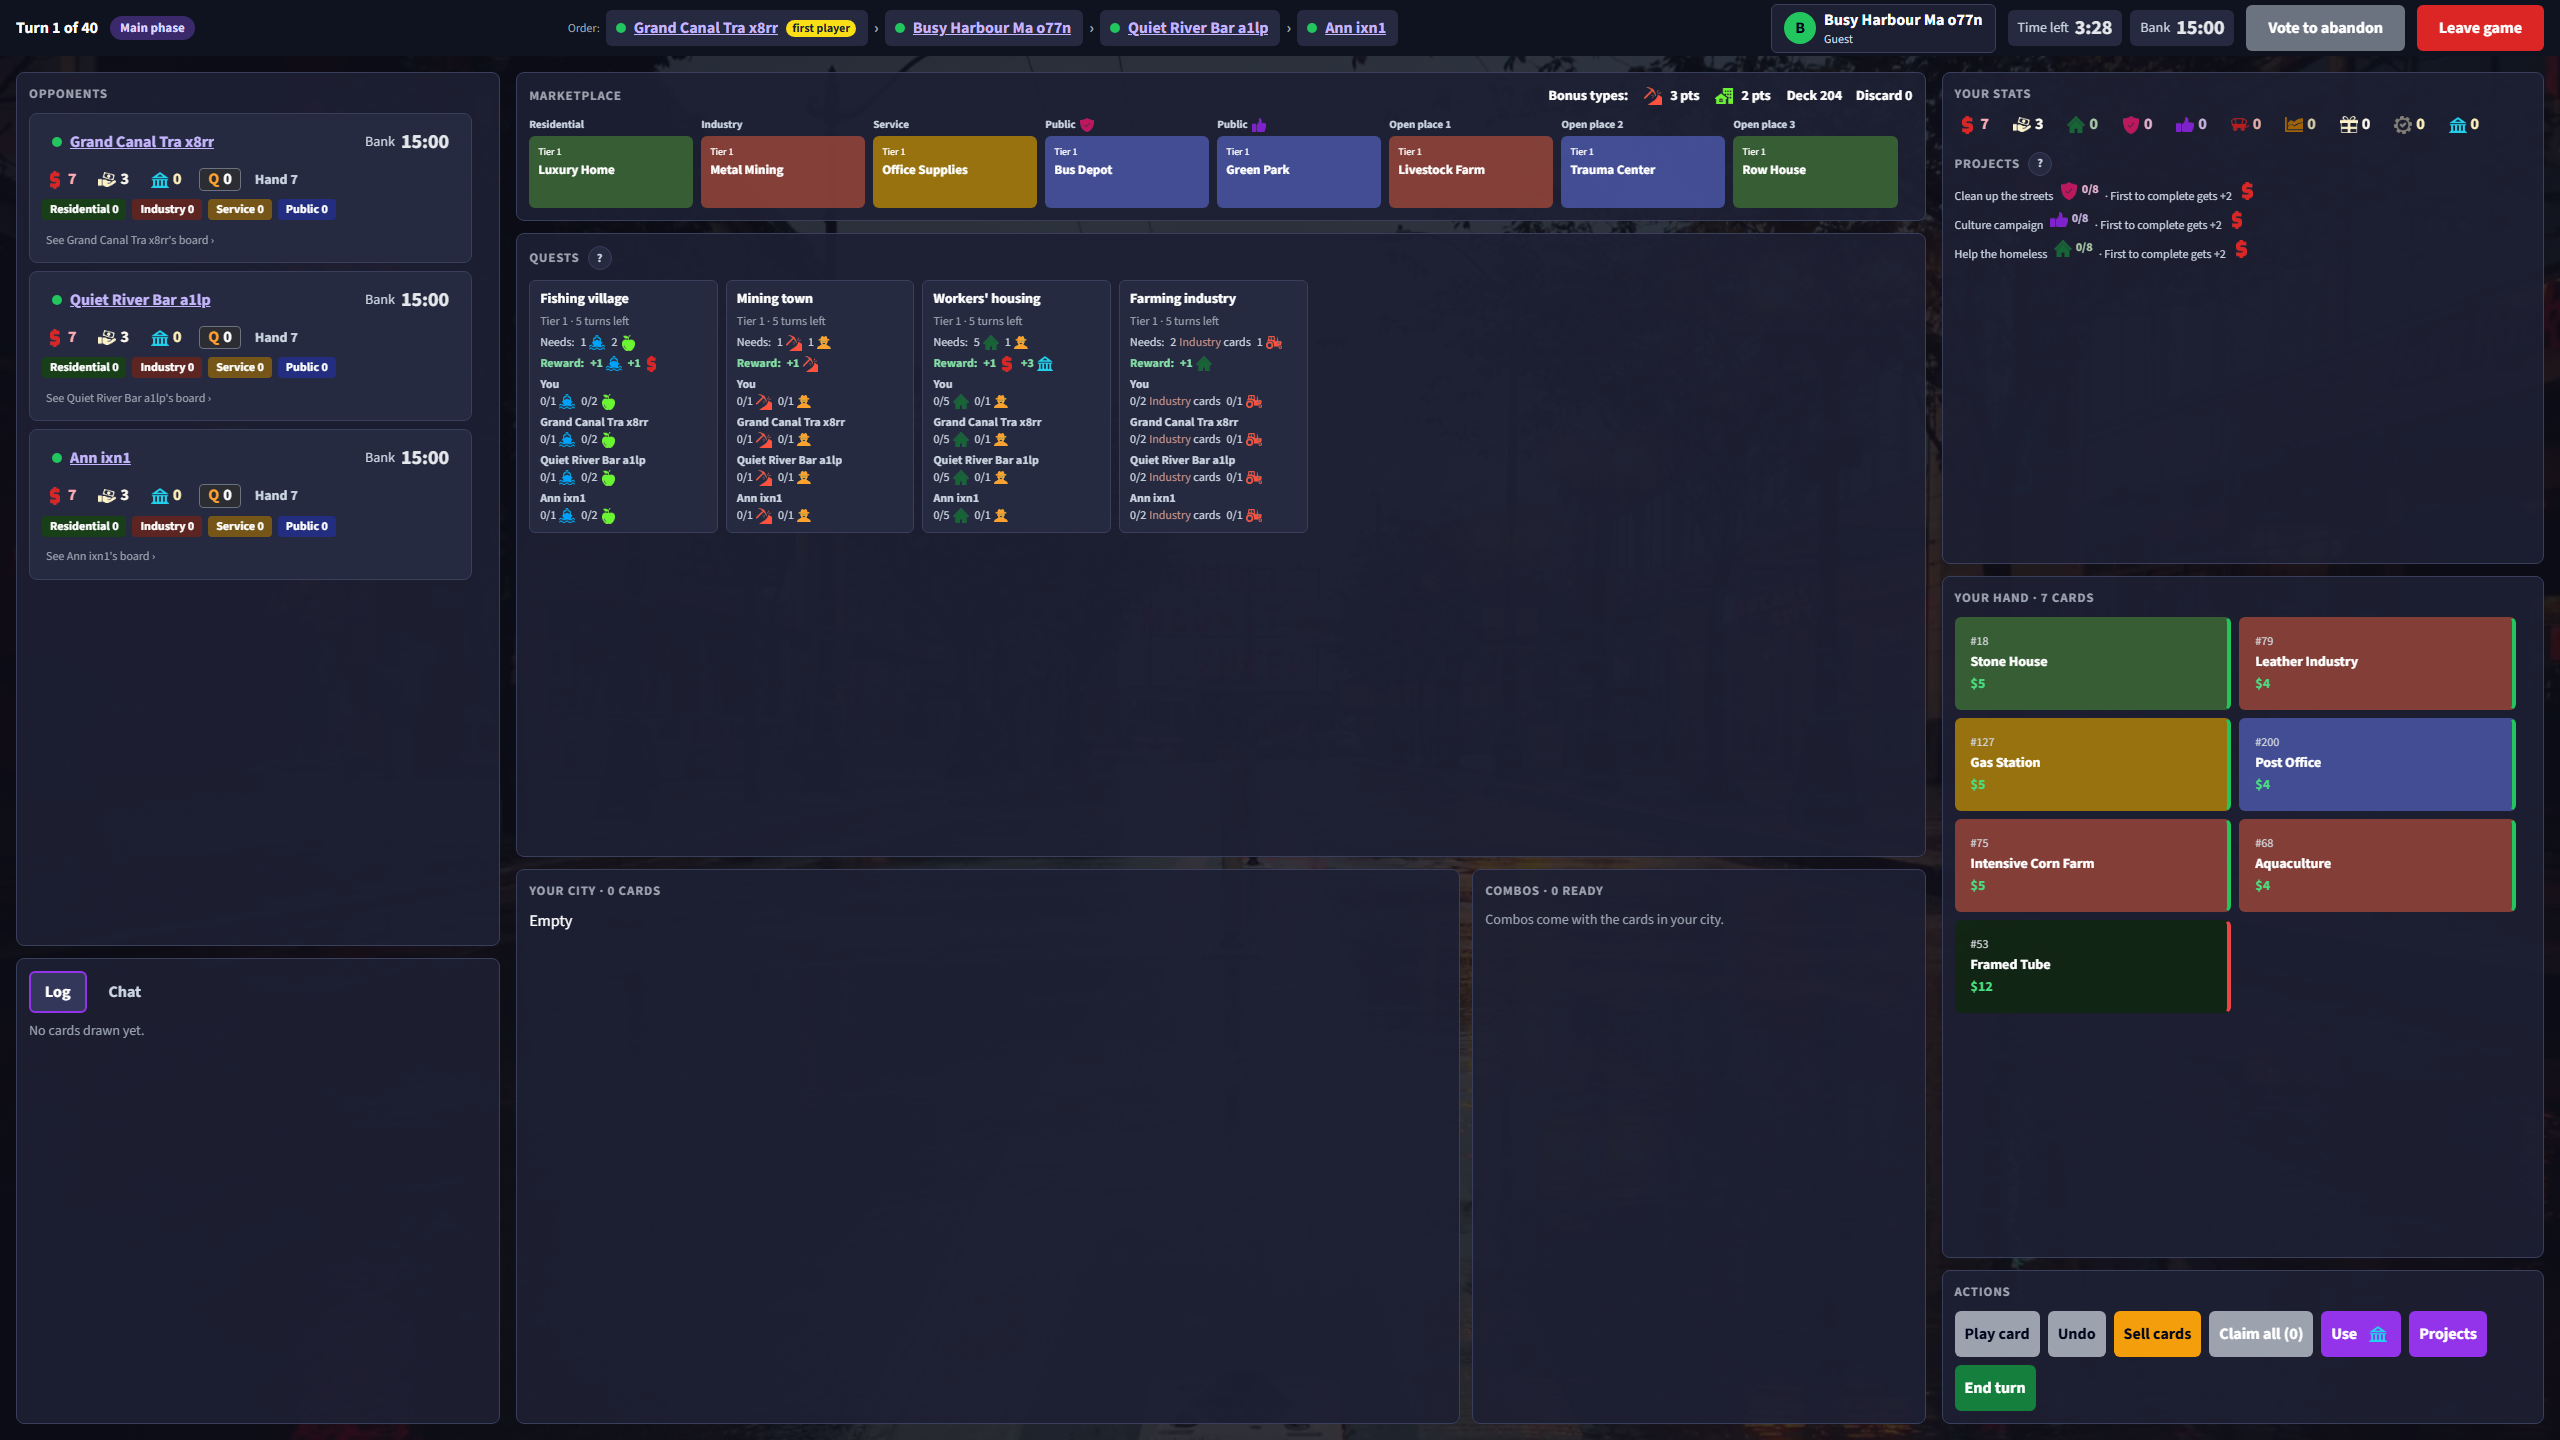 Turn 1 of 40 Main phase
Order: Grand Canal Tra x8rr first player › Busy Harbour Ma o77n › Quiet River Bar a1lp › Ann ixn1
B Busy Harbour Ma o77n
Guest
Time left 3:28 Bank 15:00 Vote to abandon Leave game
OPPONENTS
Grand Canal Tra x8rr Bank 15:00
7 3 0 Q 0 Hand 7
Residential 0 Industry 0 Service 0 Public 0
See Grand Canal Tra x8rr's board ›
Quiet River Bar a1lp Bank 15:00
7 3 0 Q 0 Hand 7
Residential 0 Industry 0 Service 0 Public 0
See Quiet River Bar a1lp's board ›
Ann ixn1 Bank 15:00
7 3 0 Q 0 Hand 7
Residential 0 Industry 0 Service 0 Public 0
See Ann ixn1's board ›
Log Chat
No cards drawn yet.
MARKETPLACE Bonus types: 3 pts 2 pts Deck 204 Discard 0
Residential Industry Service Public Public Open place 1 Open place 2 Open place 3
Tier 1 Tier 1 Tier 1 Tier 1 Tier 1 Tier 1 Tier 1 Tier 1
Luxury Home Metal Mining Office Supplies Bus Depot Green Park Livestock Farm Trauma Center Row House
QUESTS ?
Fishing village
Tier 1 · 5 turns left
Needs: 1 2
Reward: +1 +1
You
0/1 0/2
Grand Canal Tra x8rr
0/1 0/2
Quiet River Bar a1lp
0/1 0/2
Ann ixn1
0/1 0/2
Mining town
Tier 1 · 5 turns left
Needs: 1 1
Reward: +1
You
0/1 0/1
Grand Canal Tra x8rr
0/1 0/1
Quiet River Bar a1lp
0/1 0/1
Ann ixn1
0/1 0/1
Workers' housing
Tier 1 · 5 turns left
Needs: 5 1
Reward: +1 +3
You
0/5 0/1
Grand Canal Tra x8rr
0/5 0/1
Quiet River Bar a1lp
0/5 0/1
Ann ixn1
0/5 0/1
Farming industry
Tier 1 · 5 turns left
Needs: 2 Industry cards 1
Reward: +1
You
0/2 Industry cards 0/1
Grand Canal Tra x8rr
0/2 Industry cards 0/1
Quiet River Bar a1lp
0/2 Industry cards 0/1
Ann ixn1
0/2 Industry cards 0/1
YOUR CITY · 0 CARDS
Empty
COMBOS · 0 READY
Combos come with the cards in your city.
YOUR STATS
7 3 0 0 0 0 0 0 0 0
PROJECTS ?
Clean up the streets 0/8 · First to complete gets +2
Culture campaign 0/8 · First to complete gets +2
Help the homeless 0/8 · First to complete gets +2
YOUR HAND · 7 CARDS
#18
Stone House
$5
#79
Leather Industry
$4
#127
Gas Station
$5
#200
Post Office
$4
#75
Intensive Corn Farm
$5
#68
Aquaculture
$4
#53
Framed Tube
$12
ACTIONS
Play card Undo Sell cards Claim all (0) Use Projects
End turn